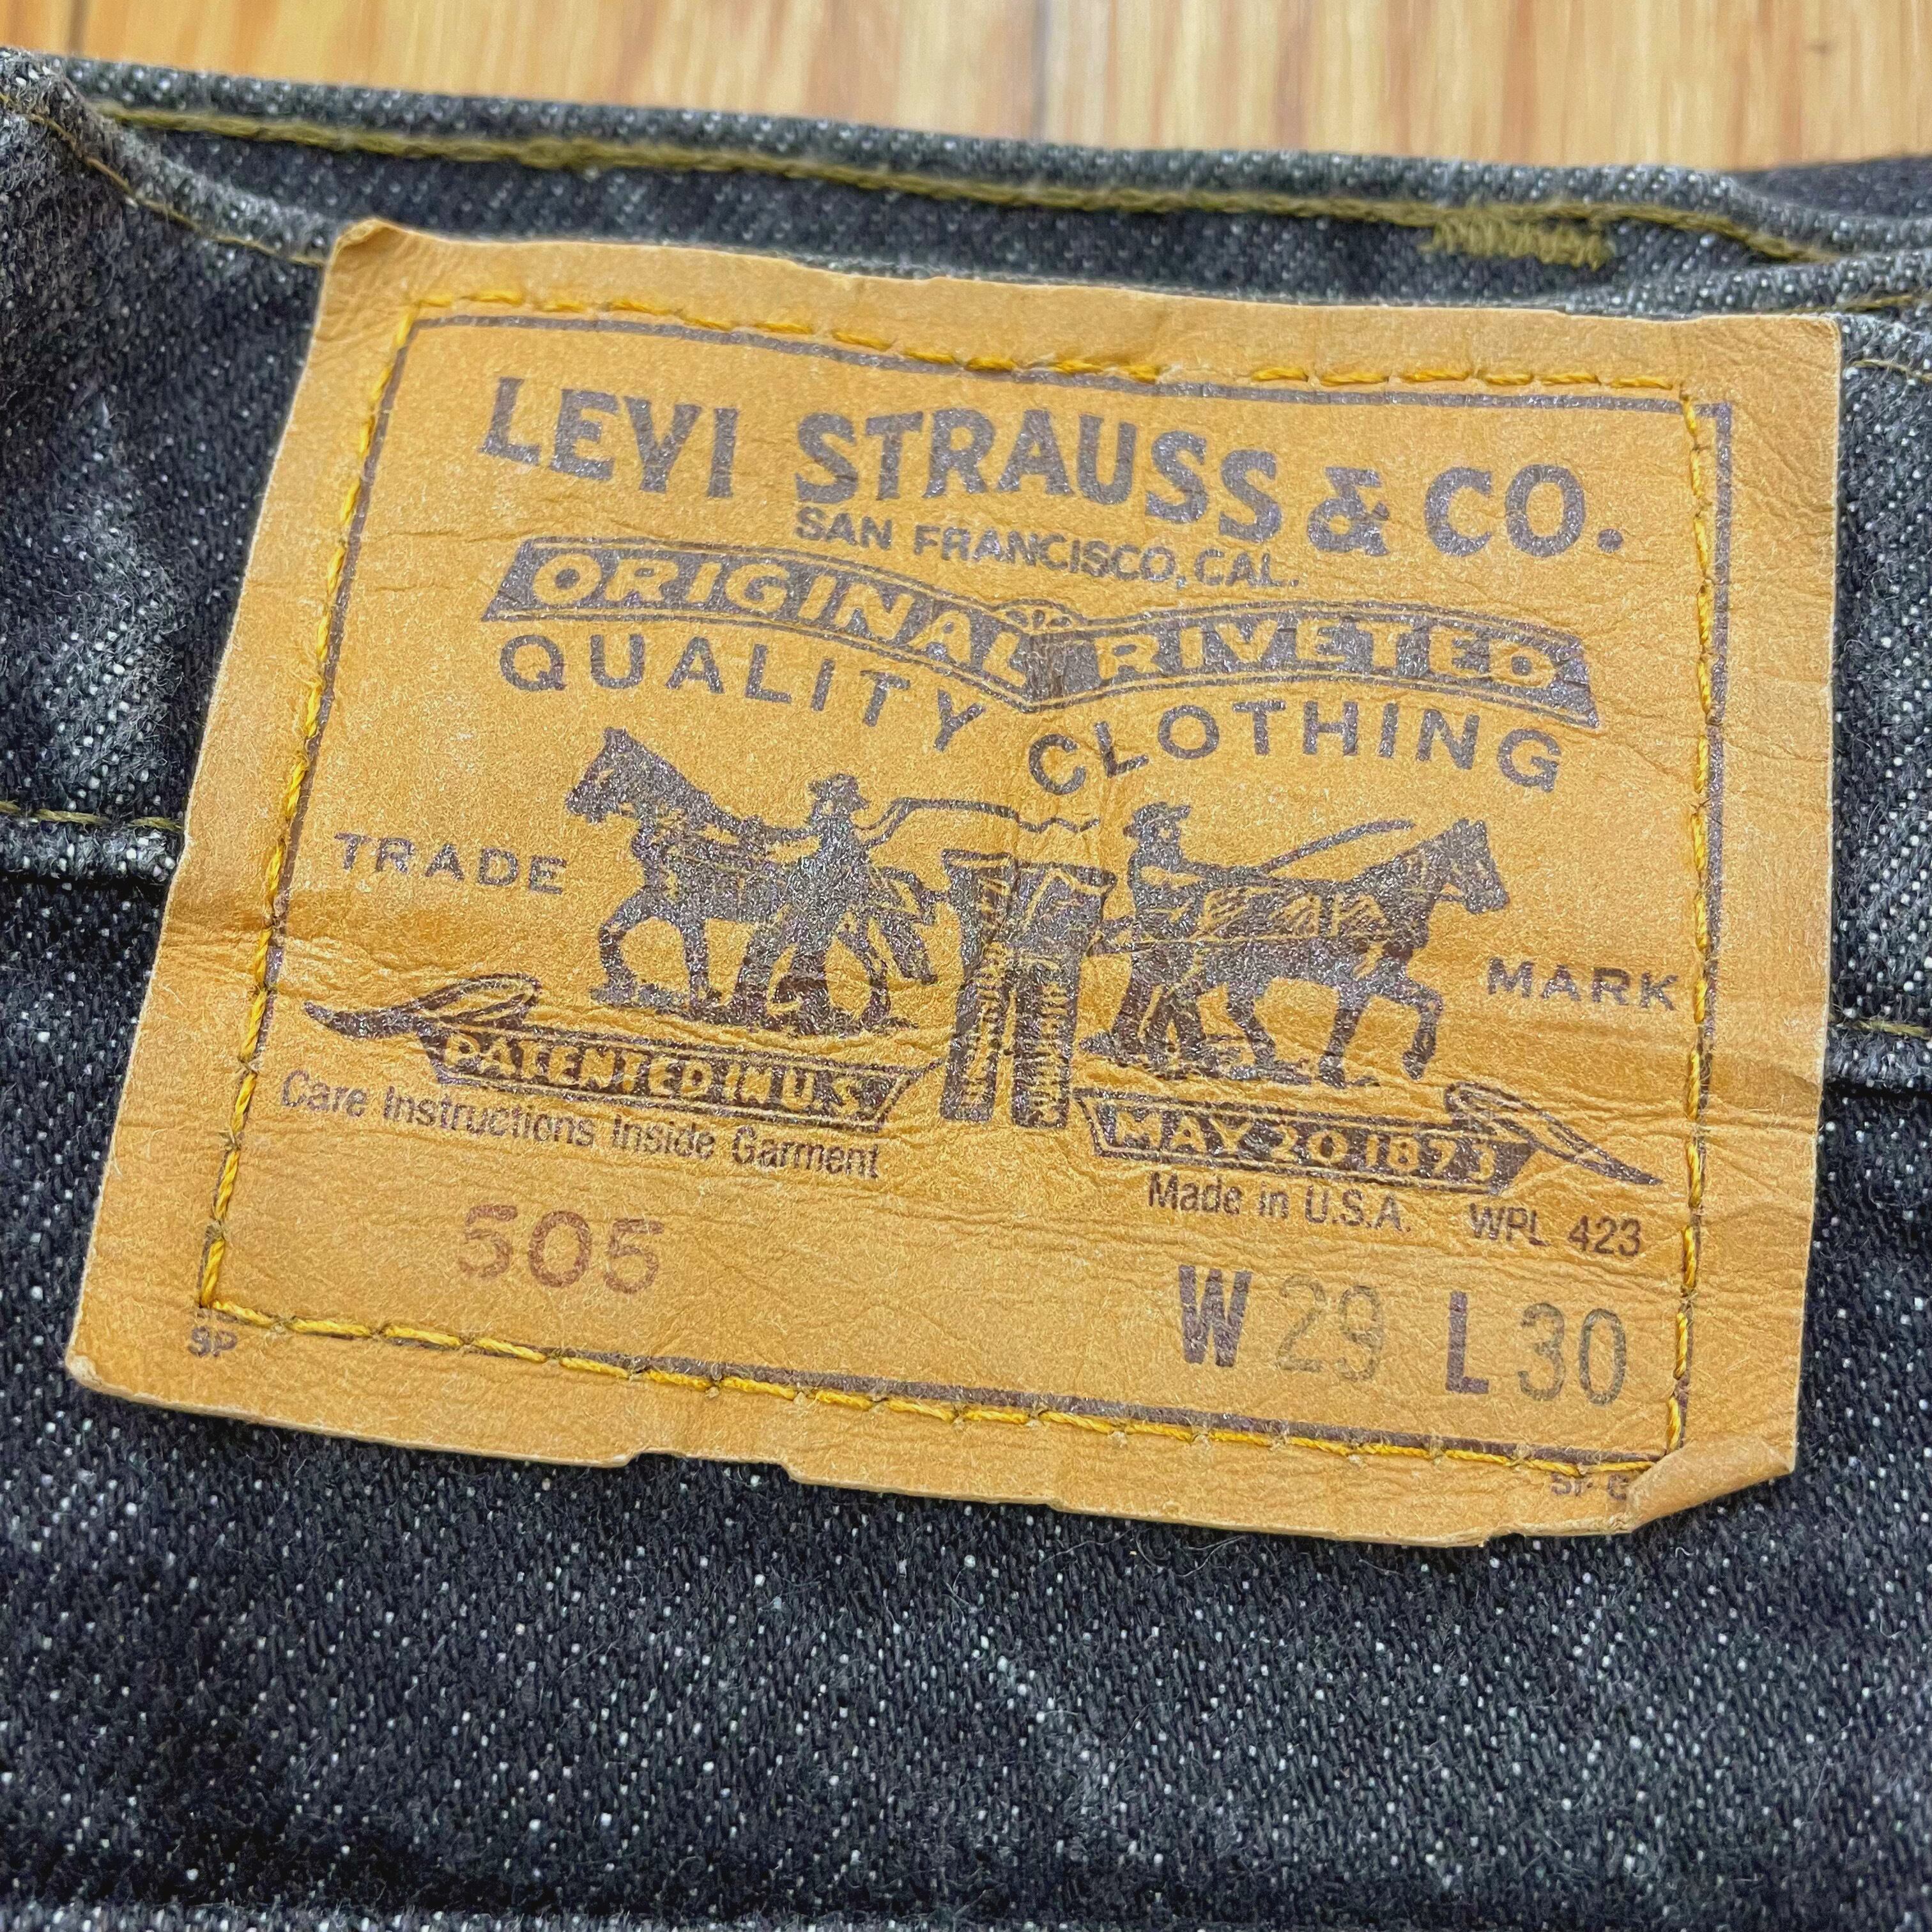 LEVI STRAUSS & CO.
SAN FRANCISCO, CAL.
ORIGINAL RIVETED
QUALITY CLOTHING
TRADE MARK
PATENTED IN U.S.
MAY 20 1873
Care Instructions Inside Garment
Made in U.S.A. WPL 423
505
W 29 L 30
SP